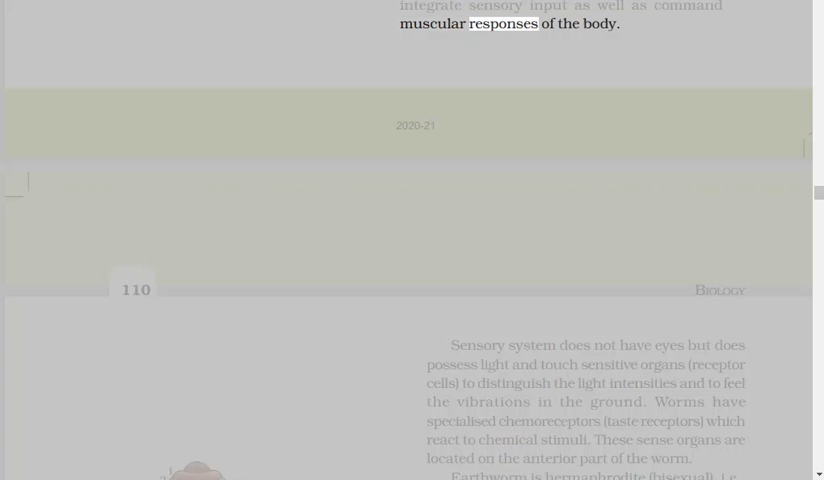 integrate sensory input as well as command
muscular responses of the body.
2020-21
110
BIOLOGY
Sensory system does not have eyes but does
possess light and touch sensitive organs (receptor
cells) to distinguish the light intensities and to feel
the vibrations in the ground. Worms have
specialised chemoreceptors (taste receptors) which
react to chemical stimuli. These sense organs are
located on the anterior part of the worm.
Earthworm is hermaphrodite (bisexual), i.e.,
1